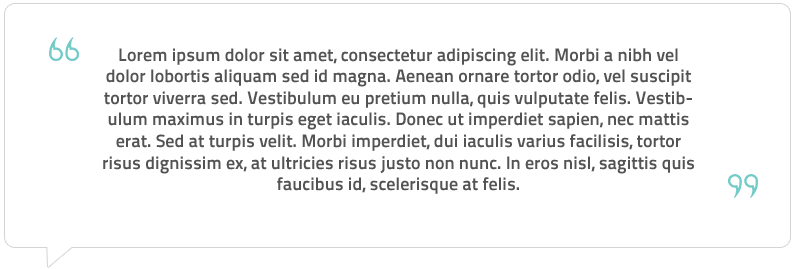 “
Lorem ipsum dolor sit amet, consectetur adipiscing elit. Morbi a nibh vel
dolor lobortis aliquam sed id magna. Aenean ornare tortor odio, vel suscipit
tortor viverra sed. Vestibulum eu pretium nulla, quis vulputate felis. Vestib-
ulum maximus in turpis eget iaculis. Donec ut imperdiet sapien, nec mattis
erat. Sed at turpis velit. Morbi imperdiet, dui iaculis varius facilisis, tortor
risus dignissim ex, at ultricies risus justo non nunc. In eros nisl, sagittis quis
faucibus id, scelerisque at felis.
”